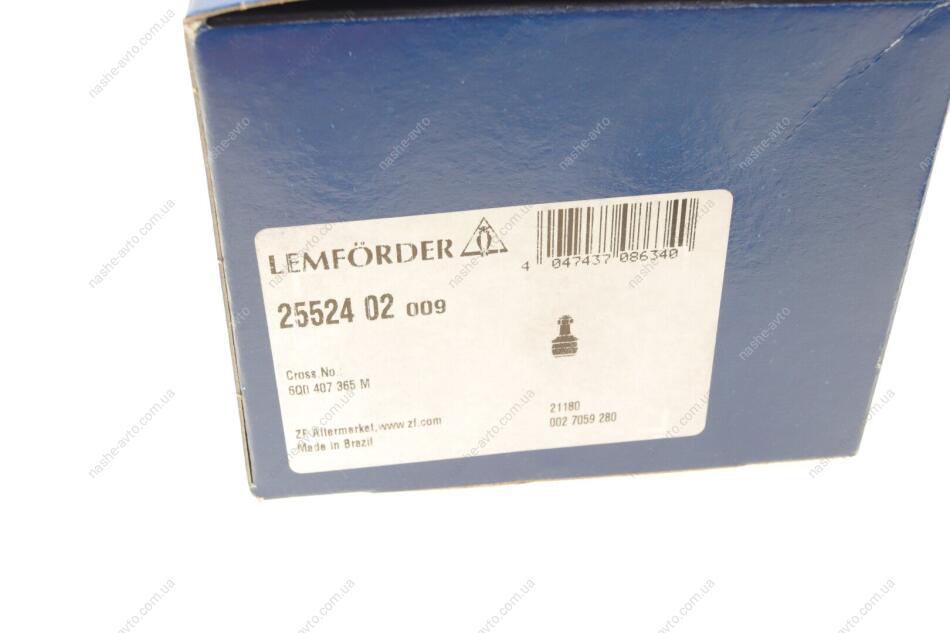 LEMFÖRDER
4 047437 086340
25524 02 009
Cross.No.:
6Q0 407 365 M
21180
002 7059 280
ZF Aftermarket,www.zf.com
Made in Brazil
nashe-avto.com.ua